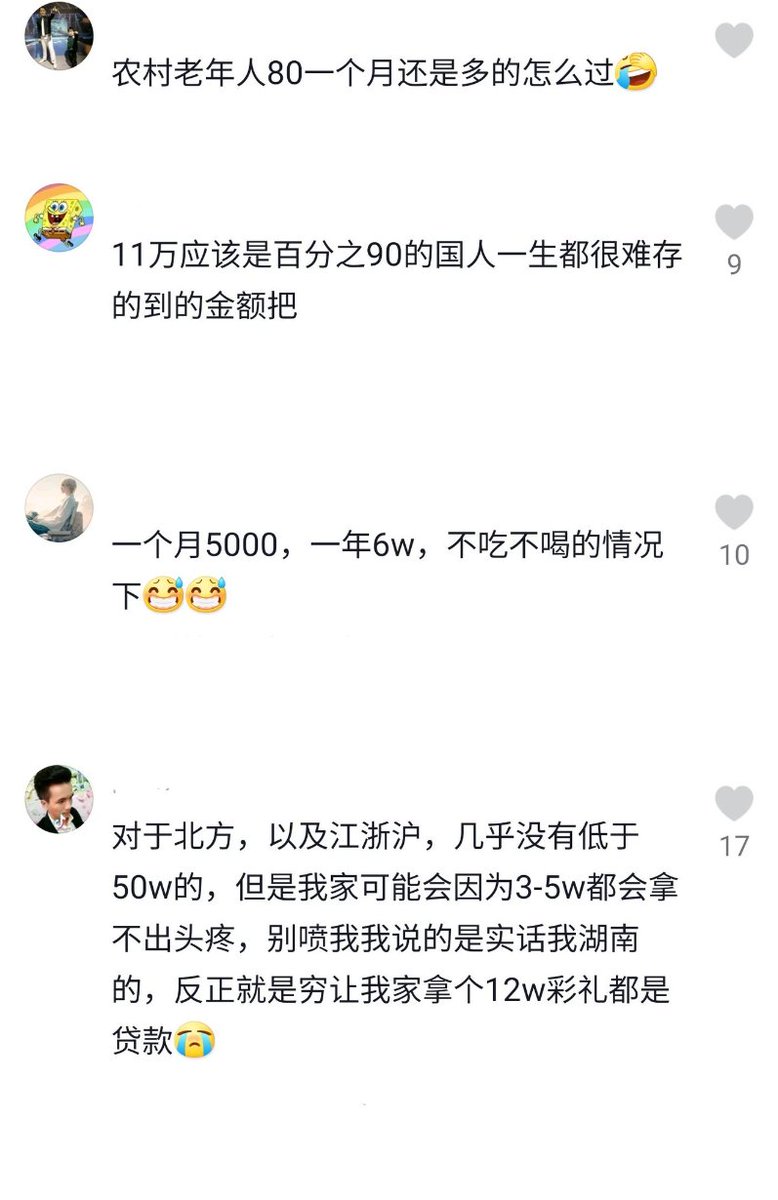 农村老年人80一个月还是多的怎么过🤣
11万应该是百分之90的国人一生都很难存
的到的金额把
9
一个月5000，一年6w，不吃不喝的情况
下😅😅
10
对于北方，以及江浙沪，几乎没有低于
50w的，但是我家可能会因为3-5w都会拿
不出头疼，别喷我我说的是实话我湖南
的，反正就是穷让我家拿个12w彩礼都是
贷款😭
17